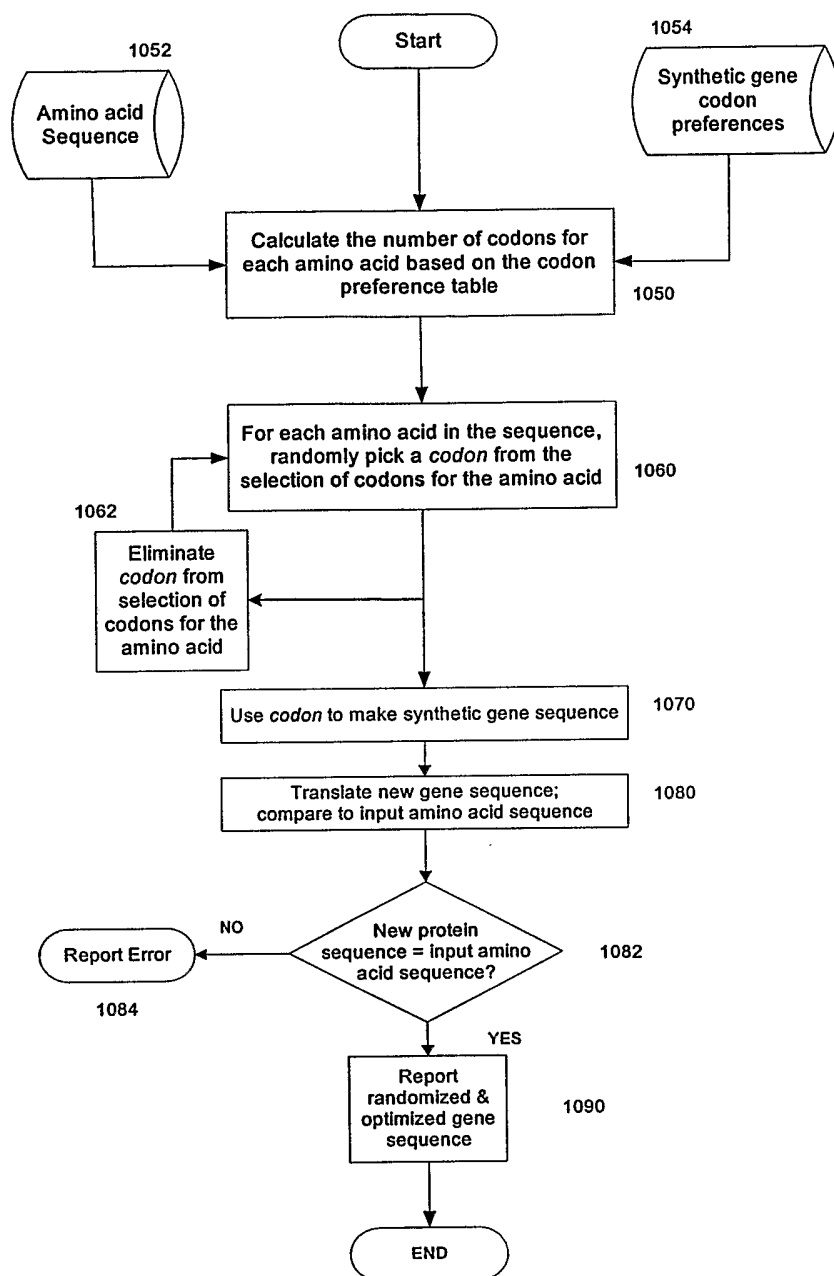 1052
Start
1054
Amino acid
Sequence
Synthetic gene
codon
preferences
Calculate the number of codons for
each amino acid based on the codon
preference table
1050
For each amino acid in the sequence,
randomly pick a codon from the
selection of codons for the amino acid
1060
1062
Eliminate
codon from
selection of
codons for the
amino acid
Use codon to make synthetic gene sequence
1070
Translate new gene sequence;
compare to input amino acid sequence
1080
NO
Report Error
New protein
sequence = input amino
acid sequence?
1082
1084
YES
Report
randomized &
optimized gene
sequence
1090
END